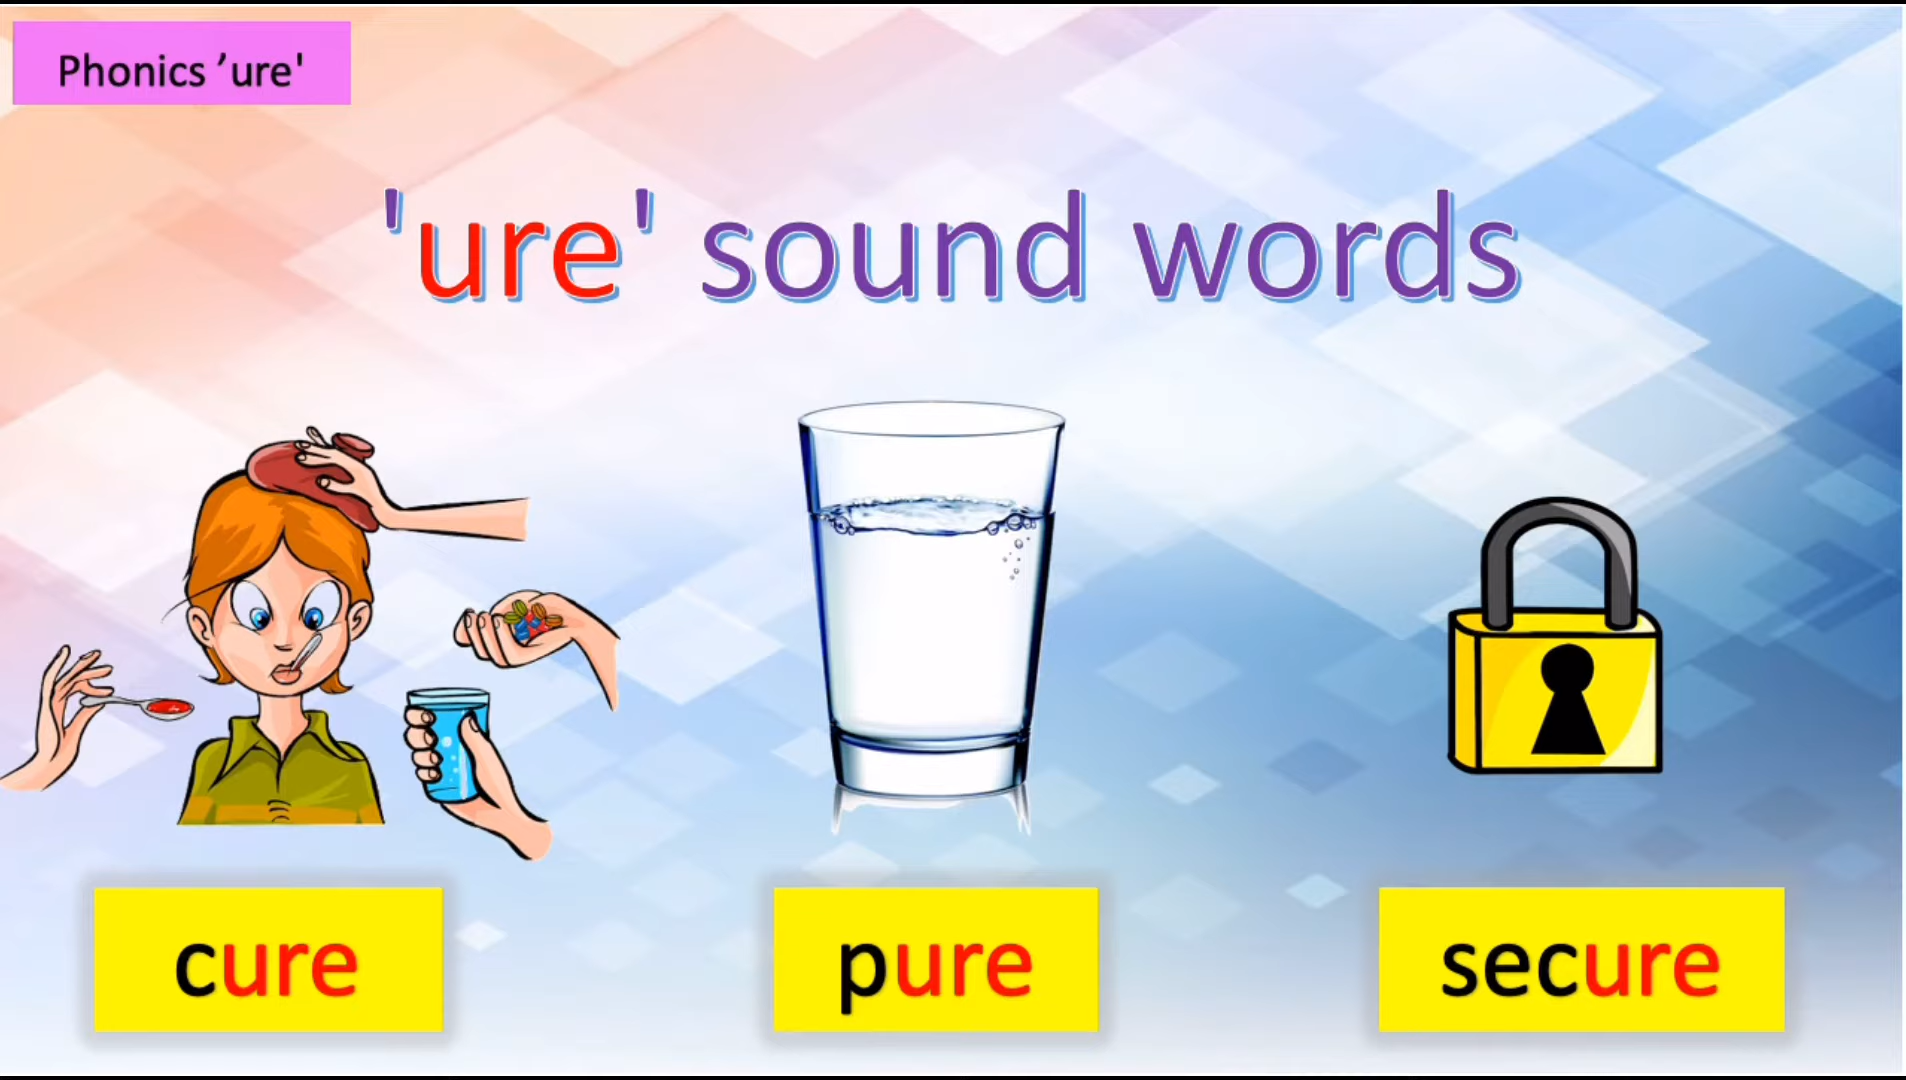 Phonics ’ure'
'ure' sound words
cure
pure
secure